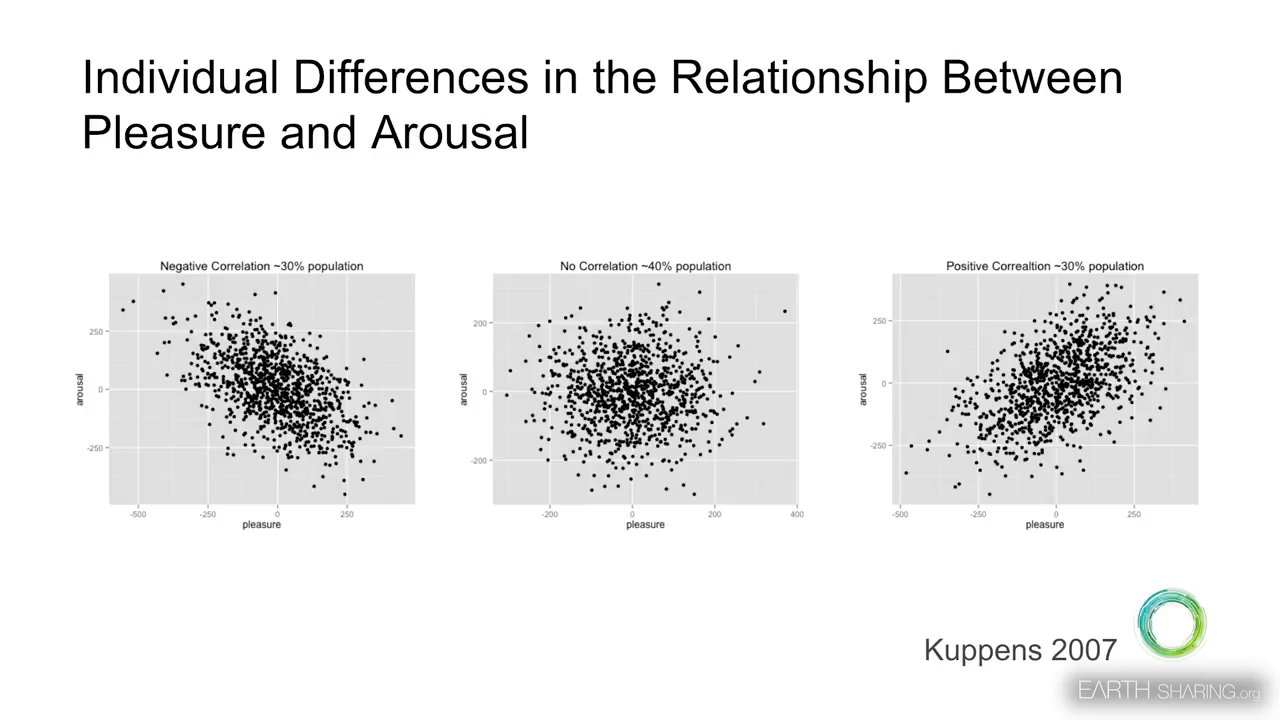 Individual Differences in the Relationship Between
Pleasure and Arousal
Negative Correlation ~30% population
250
0
-250
arousal
-500
-250
0
250
pleasure
No Correlation ~40% population
200
0
-200
arousal
-200
0
200
400
pleasure
Positive Correaltion ~30% population
250
0
-250
arousal
-500
-250
0
250
pleasure
Kuppens 2007
EARTH SHARING.org